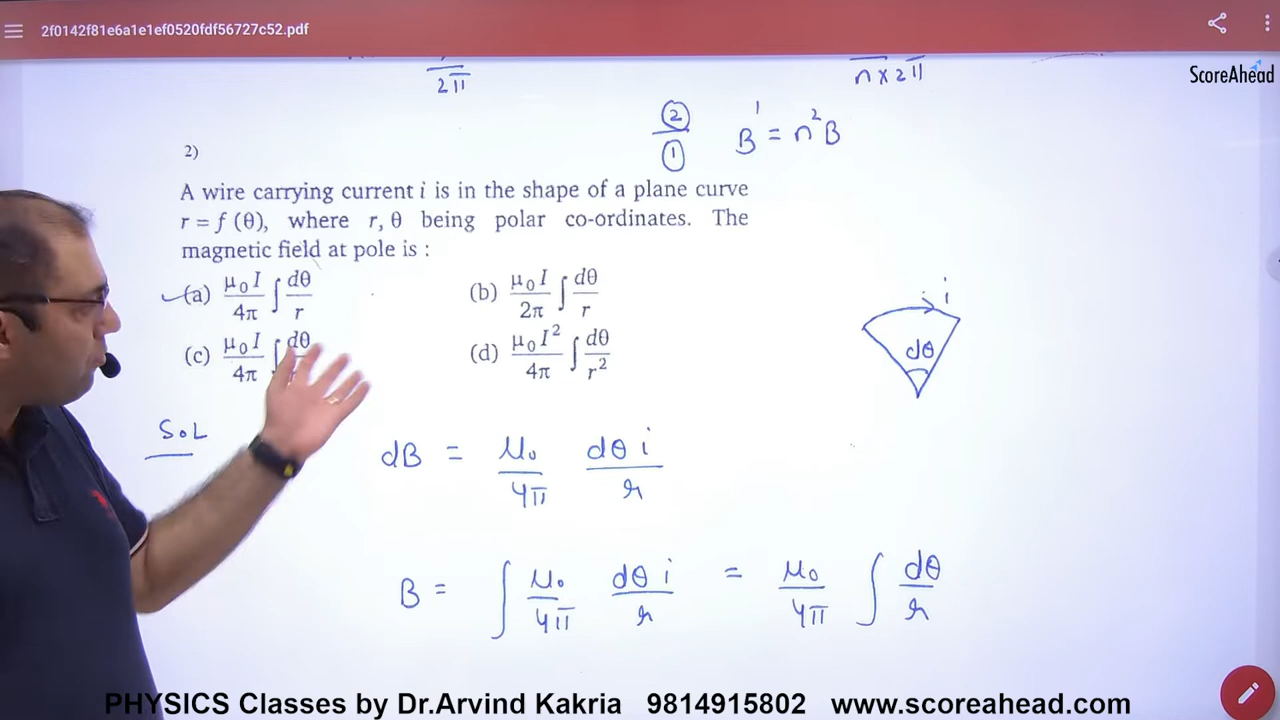 2f0142f81e6a1e1ef0520fdf56727c52.pdf
ScoreAhead
2π
n×2π
②/① B' = n²B
2)
A wire carrying current i is in the shape of a plane curve
r = f (θ), where r, θ being polar co-ordinates. The
magnetic field at pole is :
(a) μ₀I/4π ∫ dθ/r (b) μ₀I/2π ∫ dθ/r
(c) μ₀I/4π ∫ dθ (d) μ₀I²/4π ∫ dθ/r²
i
dθ
SOL
dB = μ₀/4π dθ i/r
B = ∫ μ₀/4π dθ i/r = μ₀/4π ∫ dθ/r
PHYSICS Classes by Dr.Arvind Kakria 9814915802 www.scoreahead.com